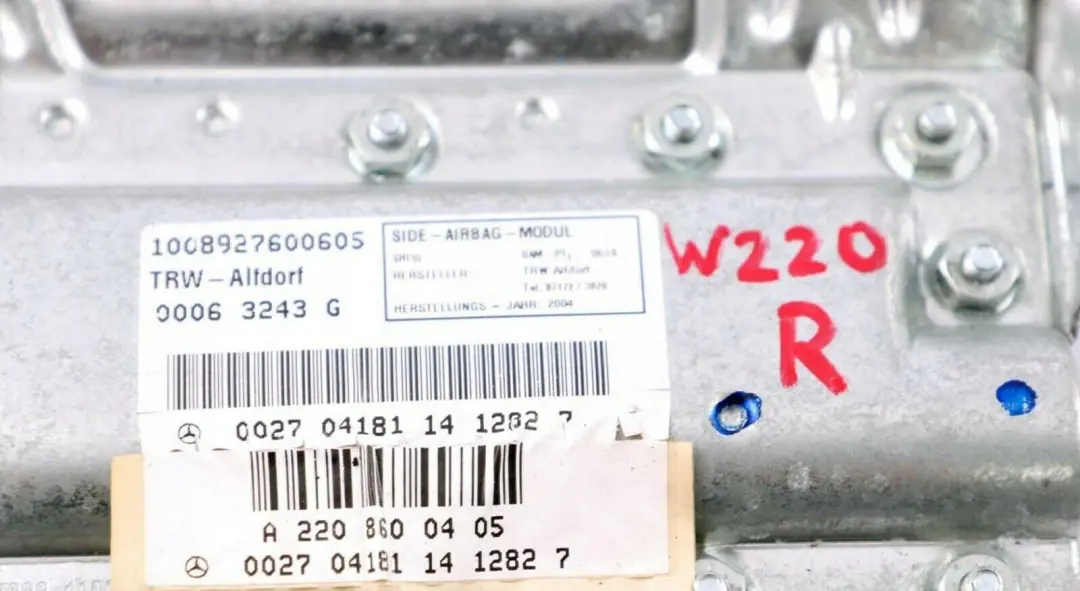 1008927600605
TRW-Alfdorf
0006 3243 G
SIDE-AIRBAG-MODUL
HERSTELLER: TRW Alfdorf
HERSTELLUNGS-JAHR: 2004
0027 04181 14 1282 7
A 220 860 04 05
0027 04181 14 1282 7
W220
R